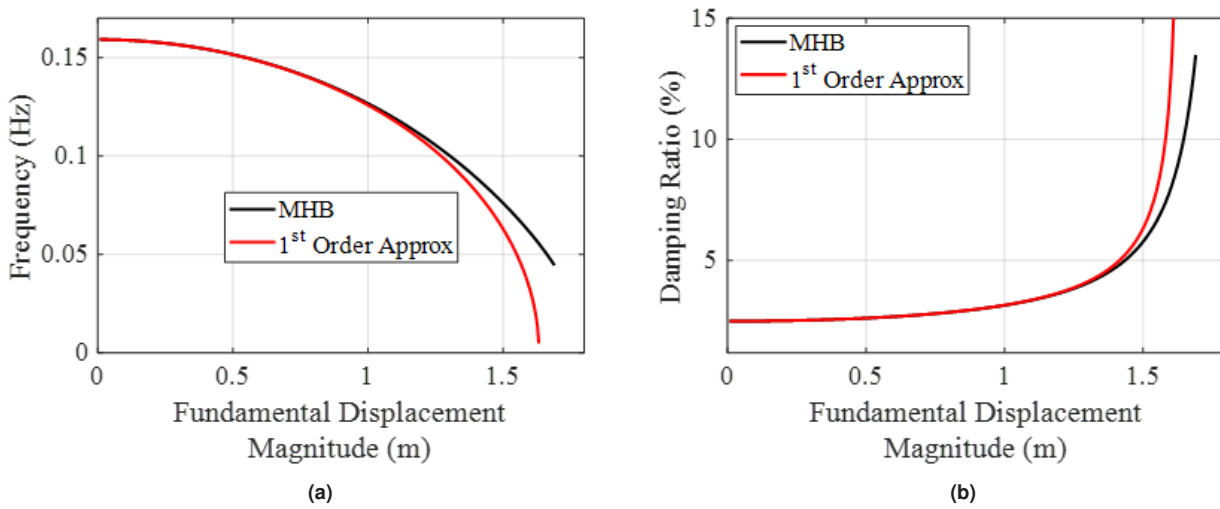 0.15
0.1
0.05
0
Frequency (Hz)
MHB
1st Order Approx
0
0.5
1
1.5
Fundamental Displacement
Magnitude (m)
(a)
15
10
5
Damping Ratio (%)
MHB
1st Order Approx
0
0.5
1
1.5
Fundamental Displacement
Magnitude (m)
(b)